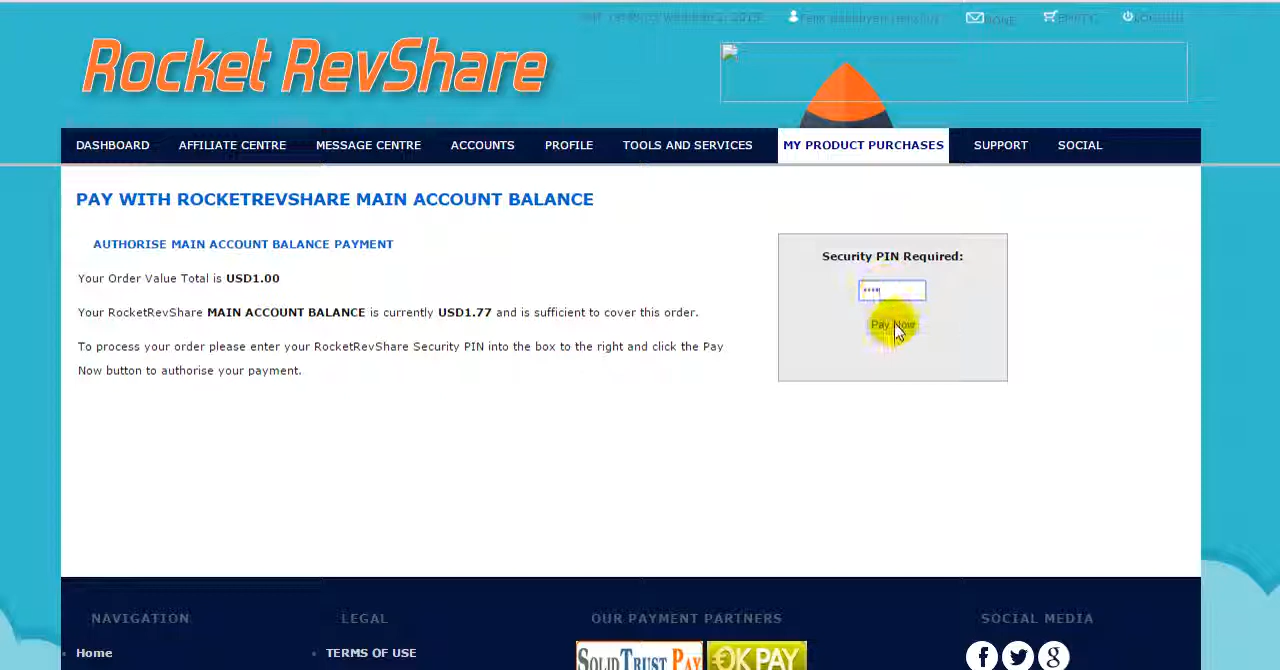 Rocket RevShare
DASHBOARD AFFILIATE CENTRE MESSAGE CENTRE ACCOUNTS PROFILE TOOLS AND SERVICES MY PRODUCT PURCHASES SUPPORT SOCIAL
PAY WITH ROCKETREVSHARE MAIN ACCOUNT BALANCE
AUTHORISE MAIN ACCOUNT BALANCE PAYMENT
Your Order Value Total is USD1.00
Your RocketRevShare MAIN ACCOUNT BALANCE is currently USD1.77 and is sufficient to cover this order.
To process your order please enter your RocketRevShare Security PIN into the box to the right and click the Pay
Now button to authorise your payment.
Security PIN Required:
Pay Now
NAVIGATION LEGAL OUR PAYMENT PARTNERS SOCIAL MEDIA
Home TERMS OF USE SOLIDTRUST PAY OKPAY